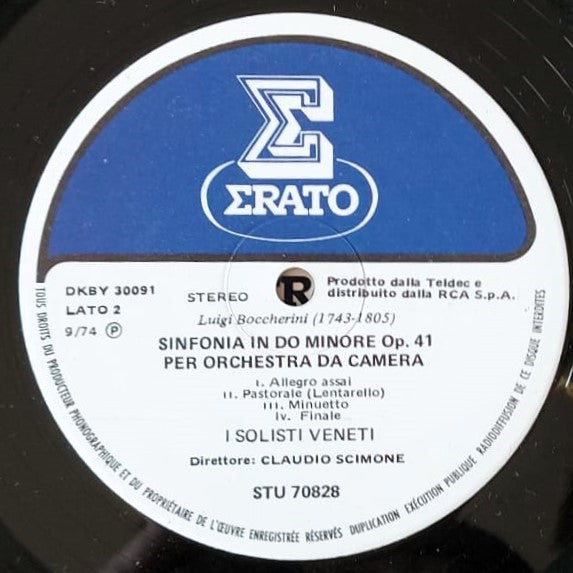 Σ
ΣRATO
DKBY 30091
LATO 2
9/74 Ⓟ
STEREO
R
Prodotto dalla Teldec e
distribuito dalla RCA S.p.A.
Luigi Boccherini (1743-1805)
SINFONIA IN DO MINORE Op. 41
PER ORCHESTRA DA CAMERA
I. Allegro assai
II. Pastorale (Lentarello)
III. Minuetto
IV. Finale
I SOLISTI VENETI
Direttore: CLAUDIO SCIMONE
STU 70828
TOUS DROITS DU PRODUCTEUR PHONOGRAPHIQUE ET DU PROPRIÉTAIRE DE L'ŒUVRE ENREGISTRÉE RÉSERVÉS DUPLICATION EXÉCUTION PUBLIQUE RADIODIFFUSION DE CE DISQUE INTERDITES